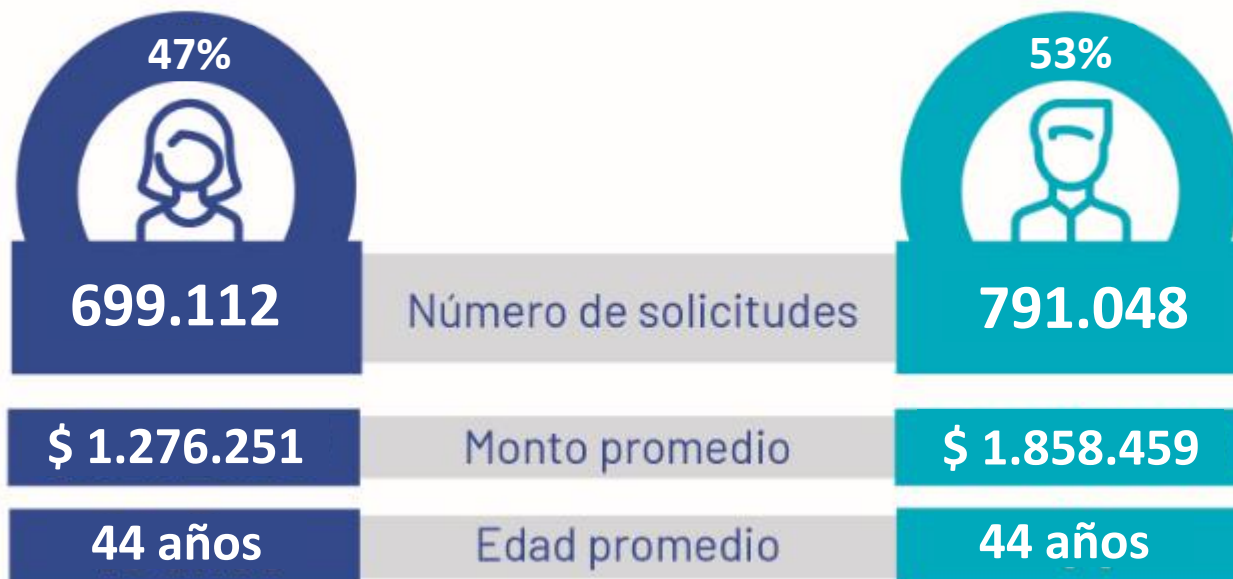 47%
53%
699.112
Número de solicitudes
791.048
$ 1.276.251
Monto promedio
$ 1.858.459
44 años
Edad promedio
44 años